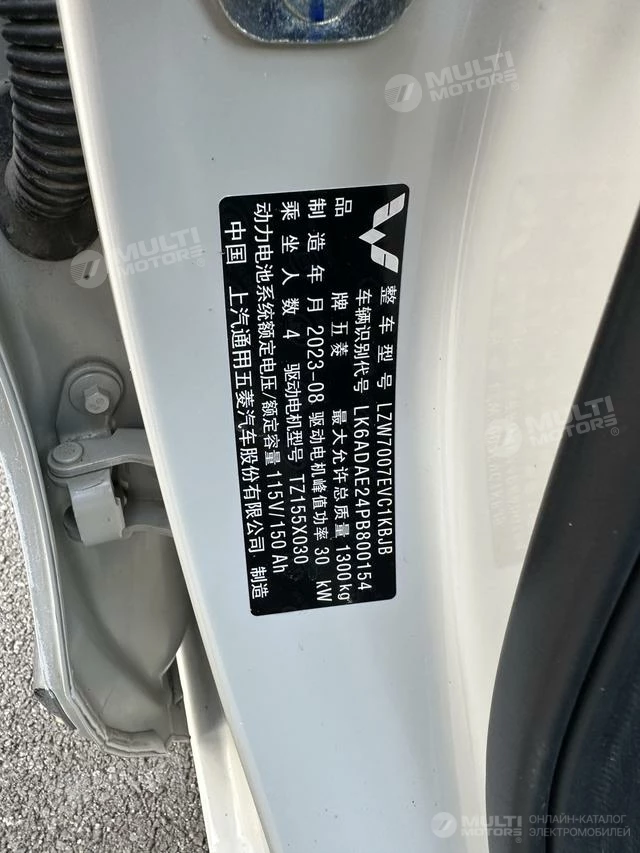 整车型号 LZW7007EVC1KBJB
车辆识别代号 LK6ADAE24PB800154
品 牌 五菱 最大允许总质量 1300kg
制造年月 2023-08 驱动电机峰值功率 30 kW
乘坐人数 4 驱动电机型号 TZ155X030
动力电池系统额定电压/额定容量 115V/150 Ah
中国 上汽通用五菱汽车股份有限公司 制造
MULTI
MOTORS
MULTI
MOTORS
MULTI
MOTORS
ОНЛАЙН-КАТАЛОГ
ЭЛЕКТРОМОБИЛЕЙ